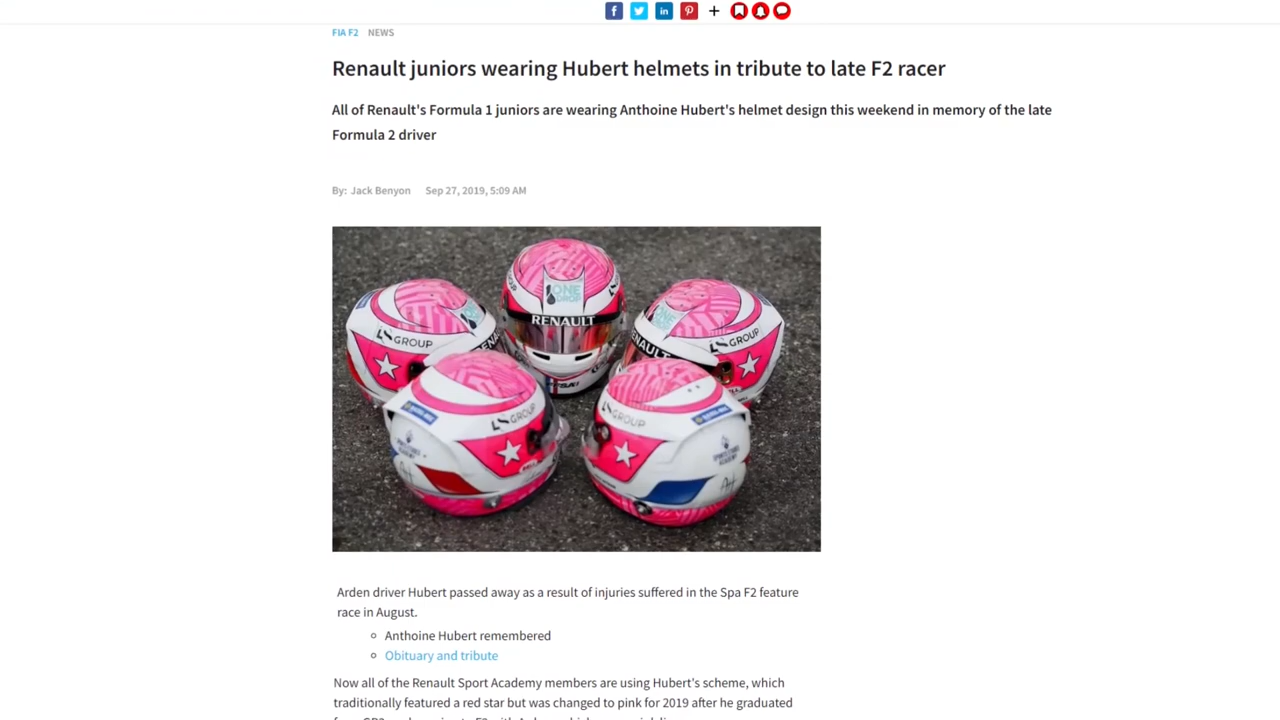 FIA F2 NEWS
Renault juniors wearing Hubert helmets in tribute to late F2 racer
All of Renault's Formula 1 juniors are wearing Anthoine Hubert's helmet design this weekend in memory of the late
Formula 2 driver
By: Jack Benyon Sep 27, 2019, 5:09 AM
ONE
DROP
RENAULT
GROUP
GROUP
GROUP
GROUP
Arden driver Hubert passed away as a result of injuries suffered in the Spa F2 feature
race in August.
Anthoine Hubert remembered
Obituary and tribute
Now all of the Renault Sport Academy members are using Hubert's scheme, which
traditionally featured a red star but was changed to pink for 2019 after he graduated